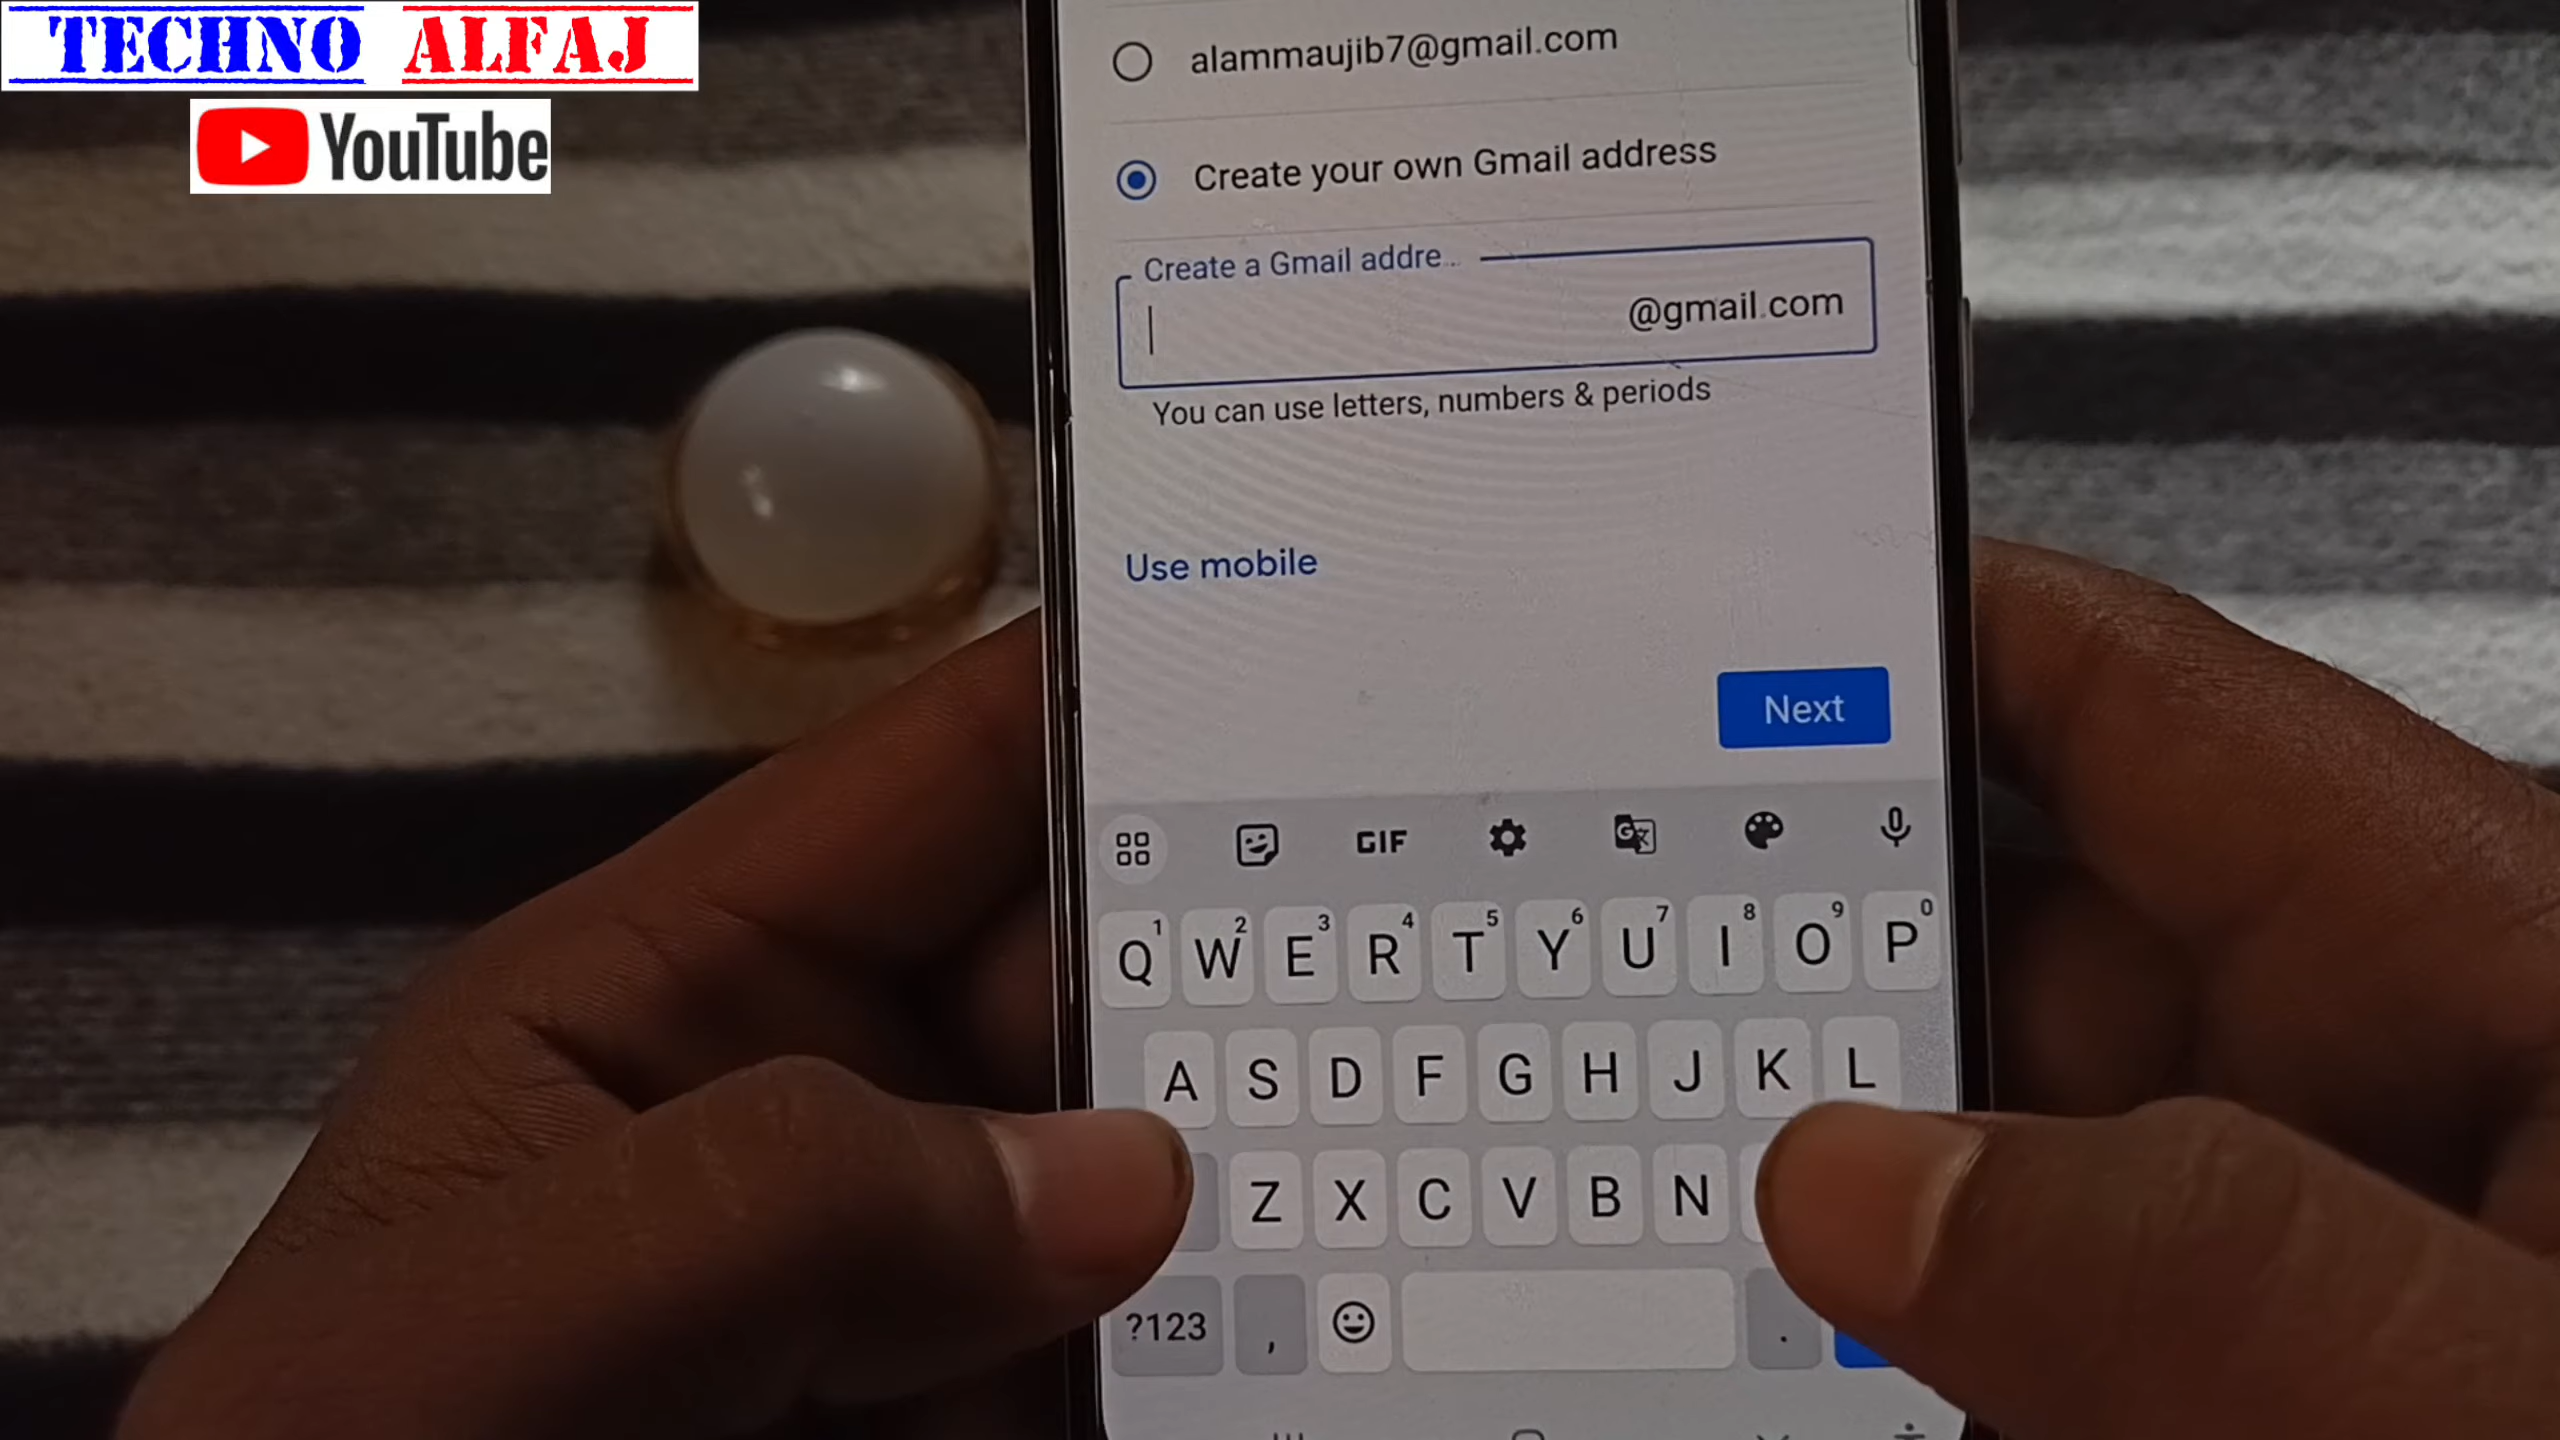 TECHNO ALFAJ
YouTube
alammaujib7@gmail.com
Create your own Gmail address
Create a Gmail addre...
@gmail.com
You can use letters, numbers & periods
Use mobile
Next
GIF
Q1 W2 E3 R4 T5 Y6 U7 I8 O9 P0
A S D F G H J K L
Z X C V B N
?123 , .